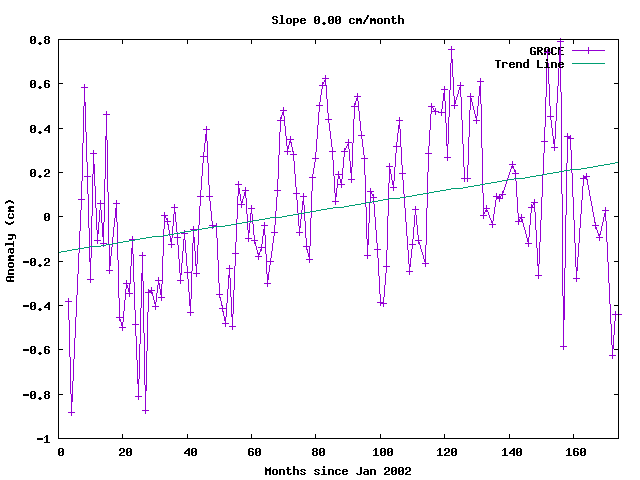 Slope 0.00 cm/month
GRACE
Trend Line
0.8
0.6
0.4
0.2
0
-0.2
-0.4
-0.6
-0.8
-1
Anomaly (cm)
0 20 40 60 80 100 120 140 160
Months since Jan 2002